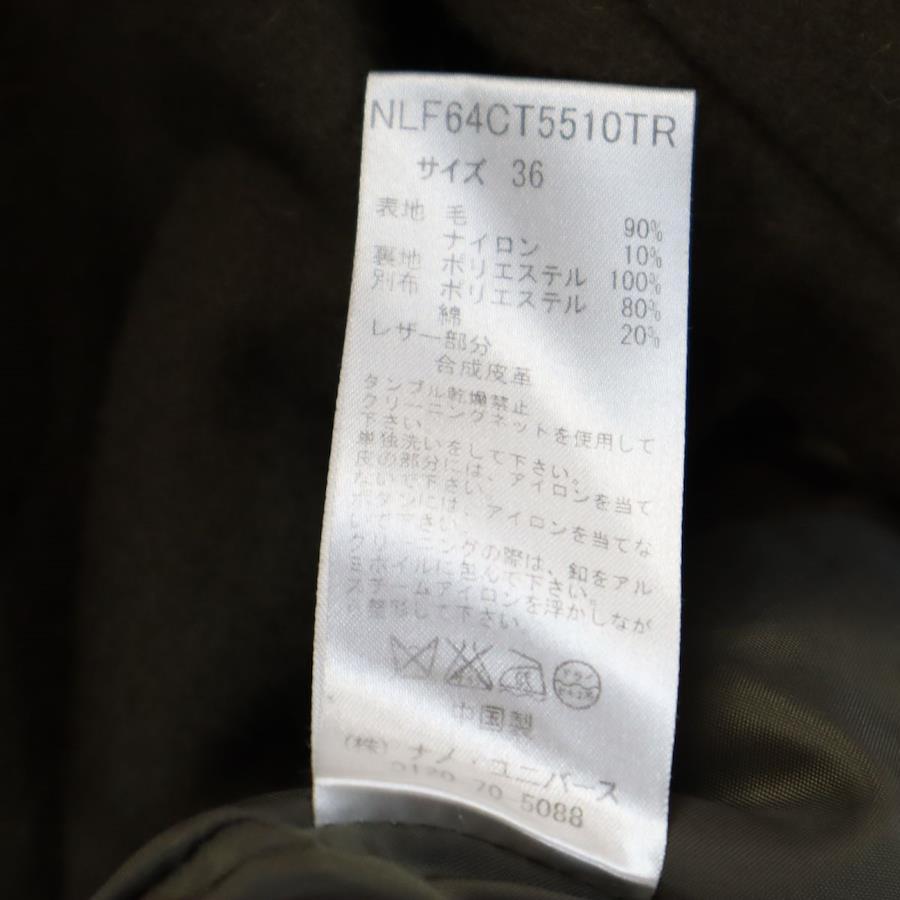 NLF64CT5510TR
サイズ 36
表地 毛 90%
ナイロン 10%
裏地 ポリエステル 100%
別布 ポリエステル 80%
綿 20%
レザー部分
合成皮革
タンブル乾燥禁止
クリーニングネットを使用して
下さい。
単独洗いをして下さい。
皮の部分には、アイロンを当て
ないで下さい。
ボタンには、アイロンを当てな
いで下さい。
クリーニングの際は、釦をアル
ミホイルに包んで下さい。
スチームアイロンを浮かしなが
ら整形して下さい。
中国製
(株) ナノ・ユニバース
0120 70 5088